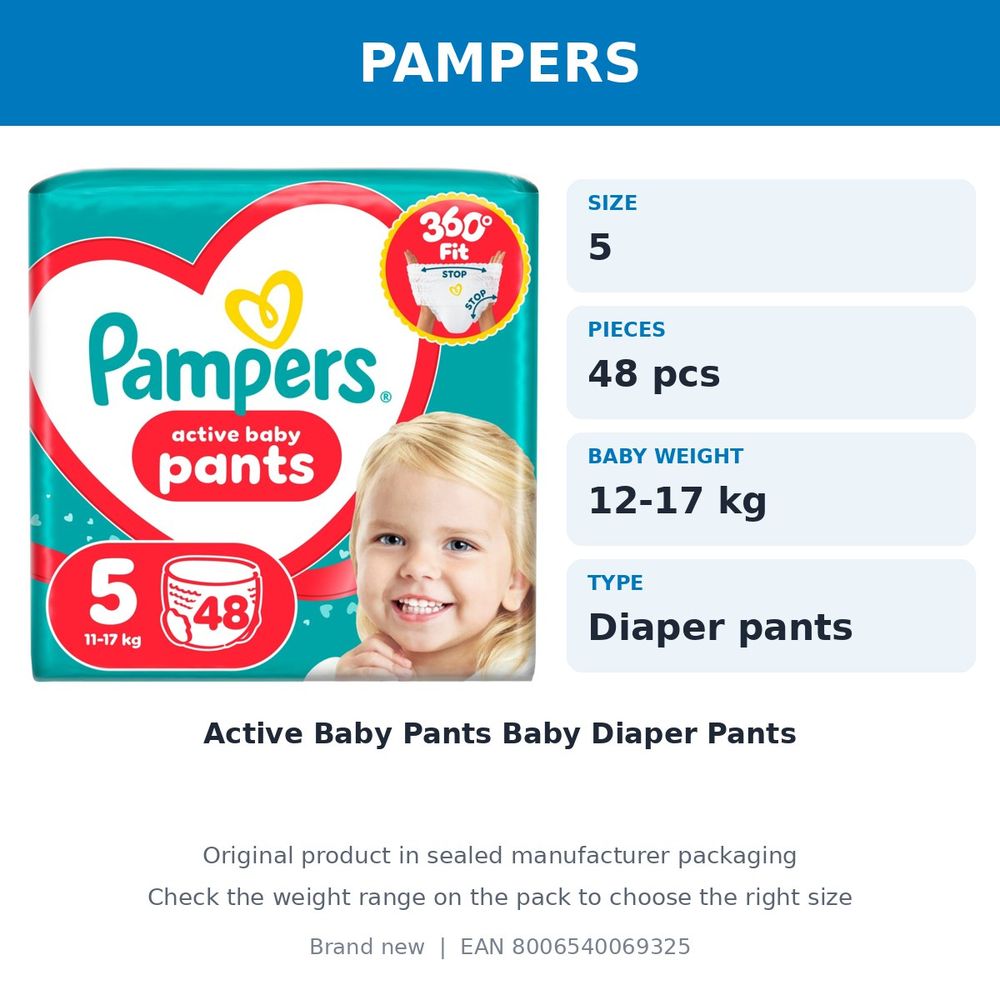 PAMPERS
360°
Fit
STOP
STOP
Pampers®
active baby
pants
5
48
11-17 kg
SIZE
5
PIECES
48 pcs
BABY WEIGHT
12-17 kg
TYPE
Diaper pants
Active Baby Pants Baby Diaper Pants
Original product in sealed manufacturer packaging
Check the weight range on the pack to choose the right size
Brand new | EAN 8006540069325